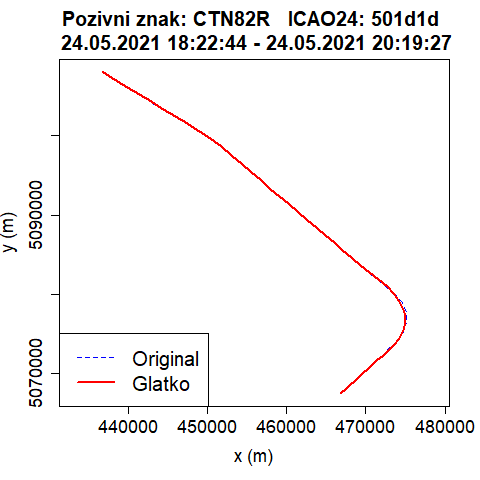 Pozivni znak: CTN82R   ICAO24: 501d1d
24.05.2021 18:22:44 - 24.05.2021 20:19:27
y (m)
5090000
5070000
Original
Glatko
440000 450000 460000 470000 480000
x (m)